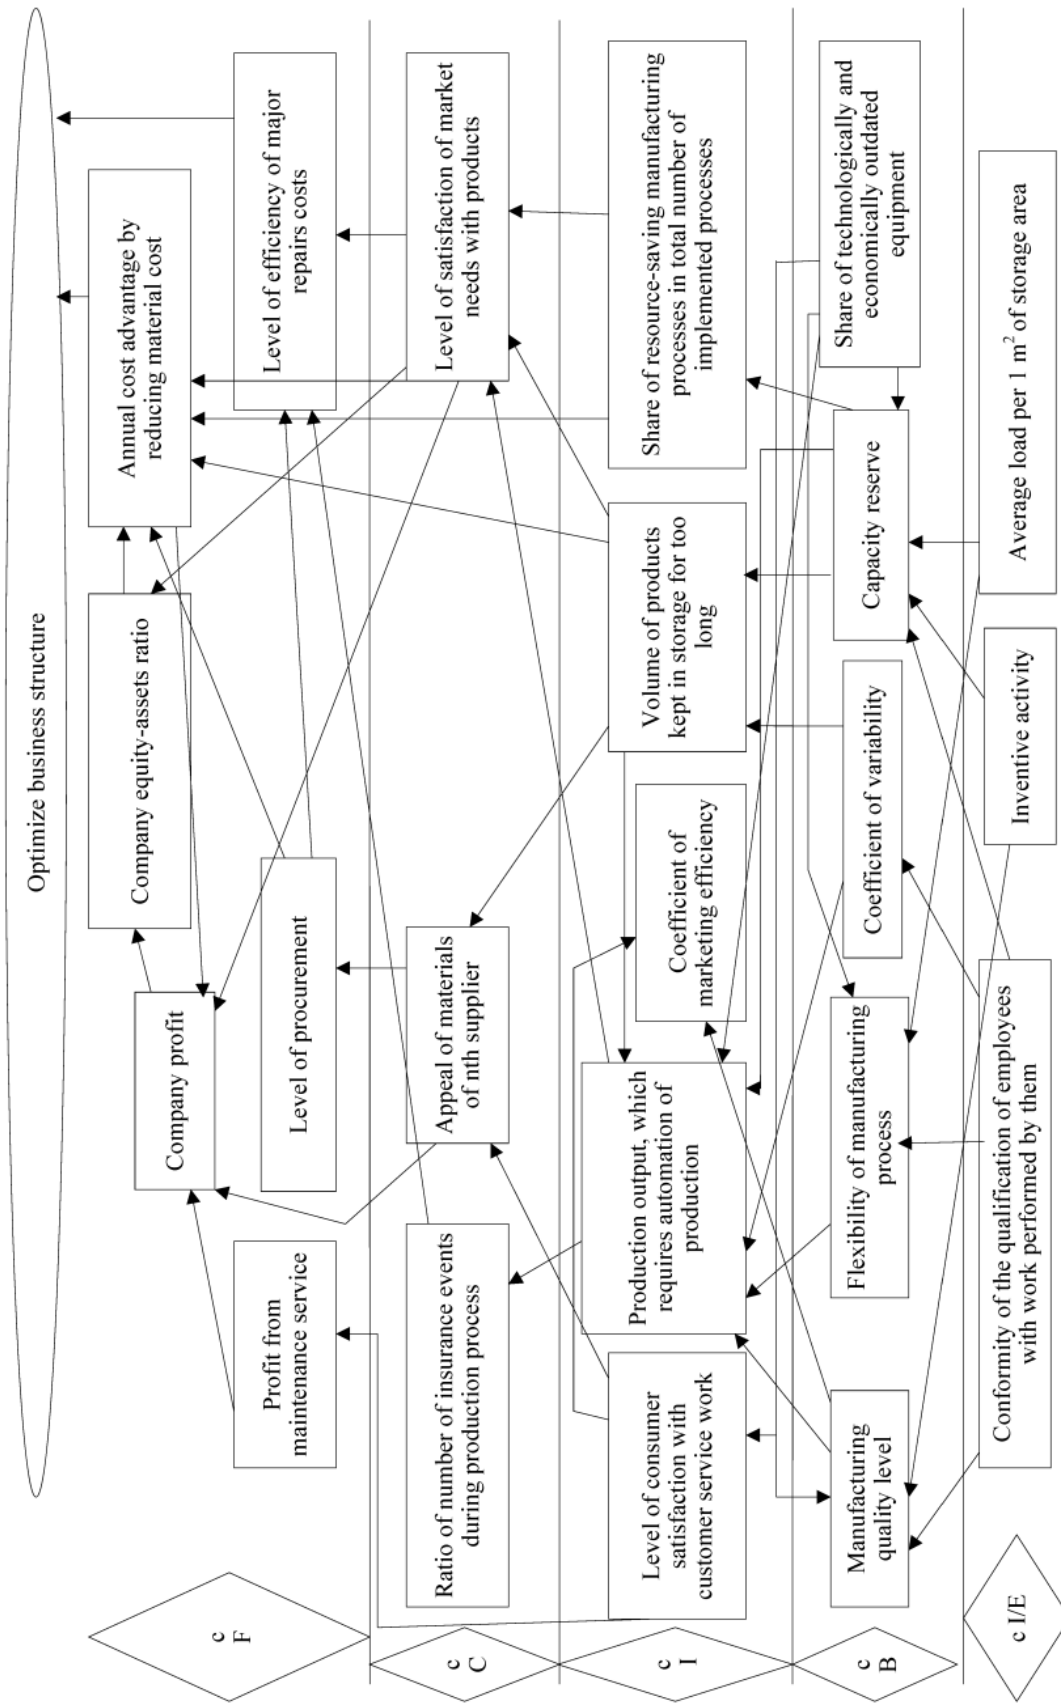 Optimize business structure
c
F
Company profit
Company equity-assets ratio
Annual cost advantage by
reducing material cost
Profit from
maintenance service
Level of procurement
Level of efficiency of major
repairs costs
c
C
Ratio of number of insurance events
during production process
Appeal of materials
of nth supplier
Level of satisfaction of market
needs with products
c
I
Level of consumer
satisfaction with
customer service work
Production output, which
requires automation of
production
Coefficient of
marketing efficiency
Volume of products
kept in storage for too
long
Share of resource-saving manufacturing
processes in total number of
implemented processes
c
B
Manufacturing
quality level
Flexibility of manufacturing
process
Coefficient of variability
Capacity reserve
Share of technologically and
economically outdated
equipment
c I/E
Conformity of the qualification of employees
with work performed by them
Inventive activity
Average load per 1 m² of storage area